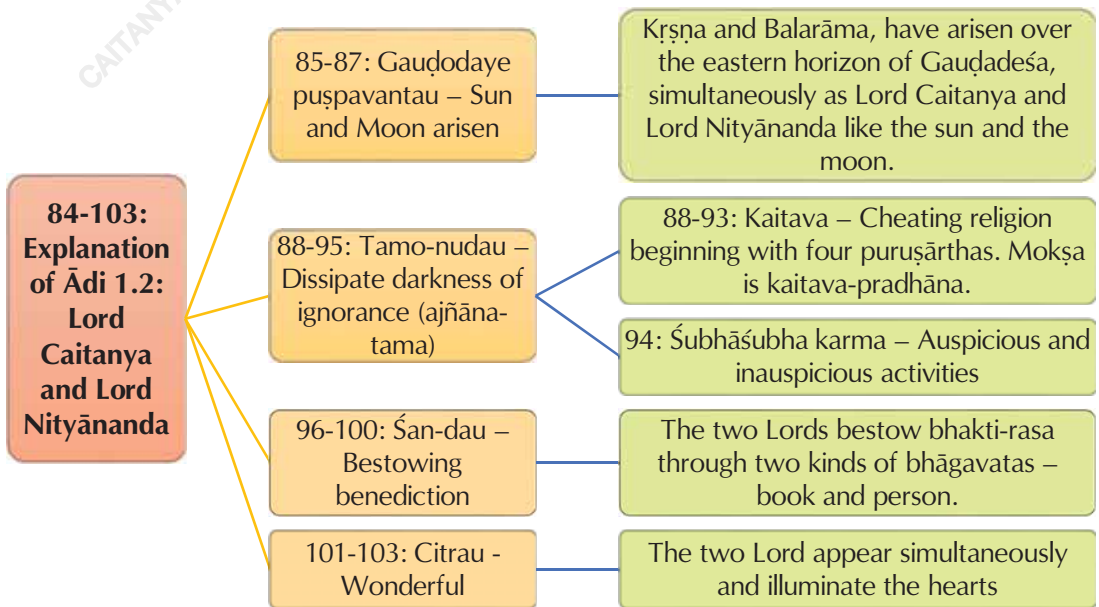 CAITANYA
84-103:
Explanation
of Ādi 1.2:
Lord
Caitanya
and Lord
Nityānanda
85-87: Gauḍodaye
puṣpavantau – Sun
and Moon arisen
Kṛṣṇa and Balarāma, have arisen over
the eastern horizon of Gauḍadeśa,
simultaneously as Lord Caitanya and
Lord Nityānanda like the sun and the
moon.
88-95: Tamo-nudau –
Dissipate darkness of
ignorance (ajñāna-
tama)
88-93: Kaitava – Cheating religion
beginning with four puruṣārthas. Mokṣa
is kaitava-pradhāna.
94: Śubhāśubha karma – Auspicious and
inauspicious activities
96-100: Śan-dau –
Bestowing
benediction
The two Lords bestow bhakti-rasa
through two kinds of bhāgavatas –
book and person.
101-103: Citrau -
Wonderful
The two Lord appear simultaneously
and illuminate the hearts